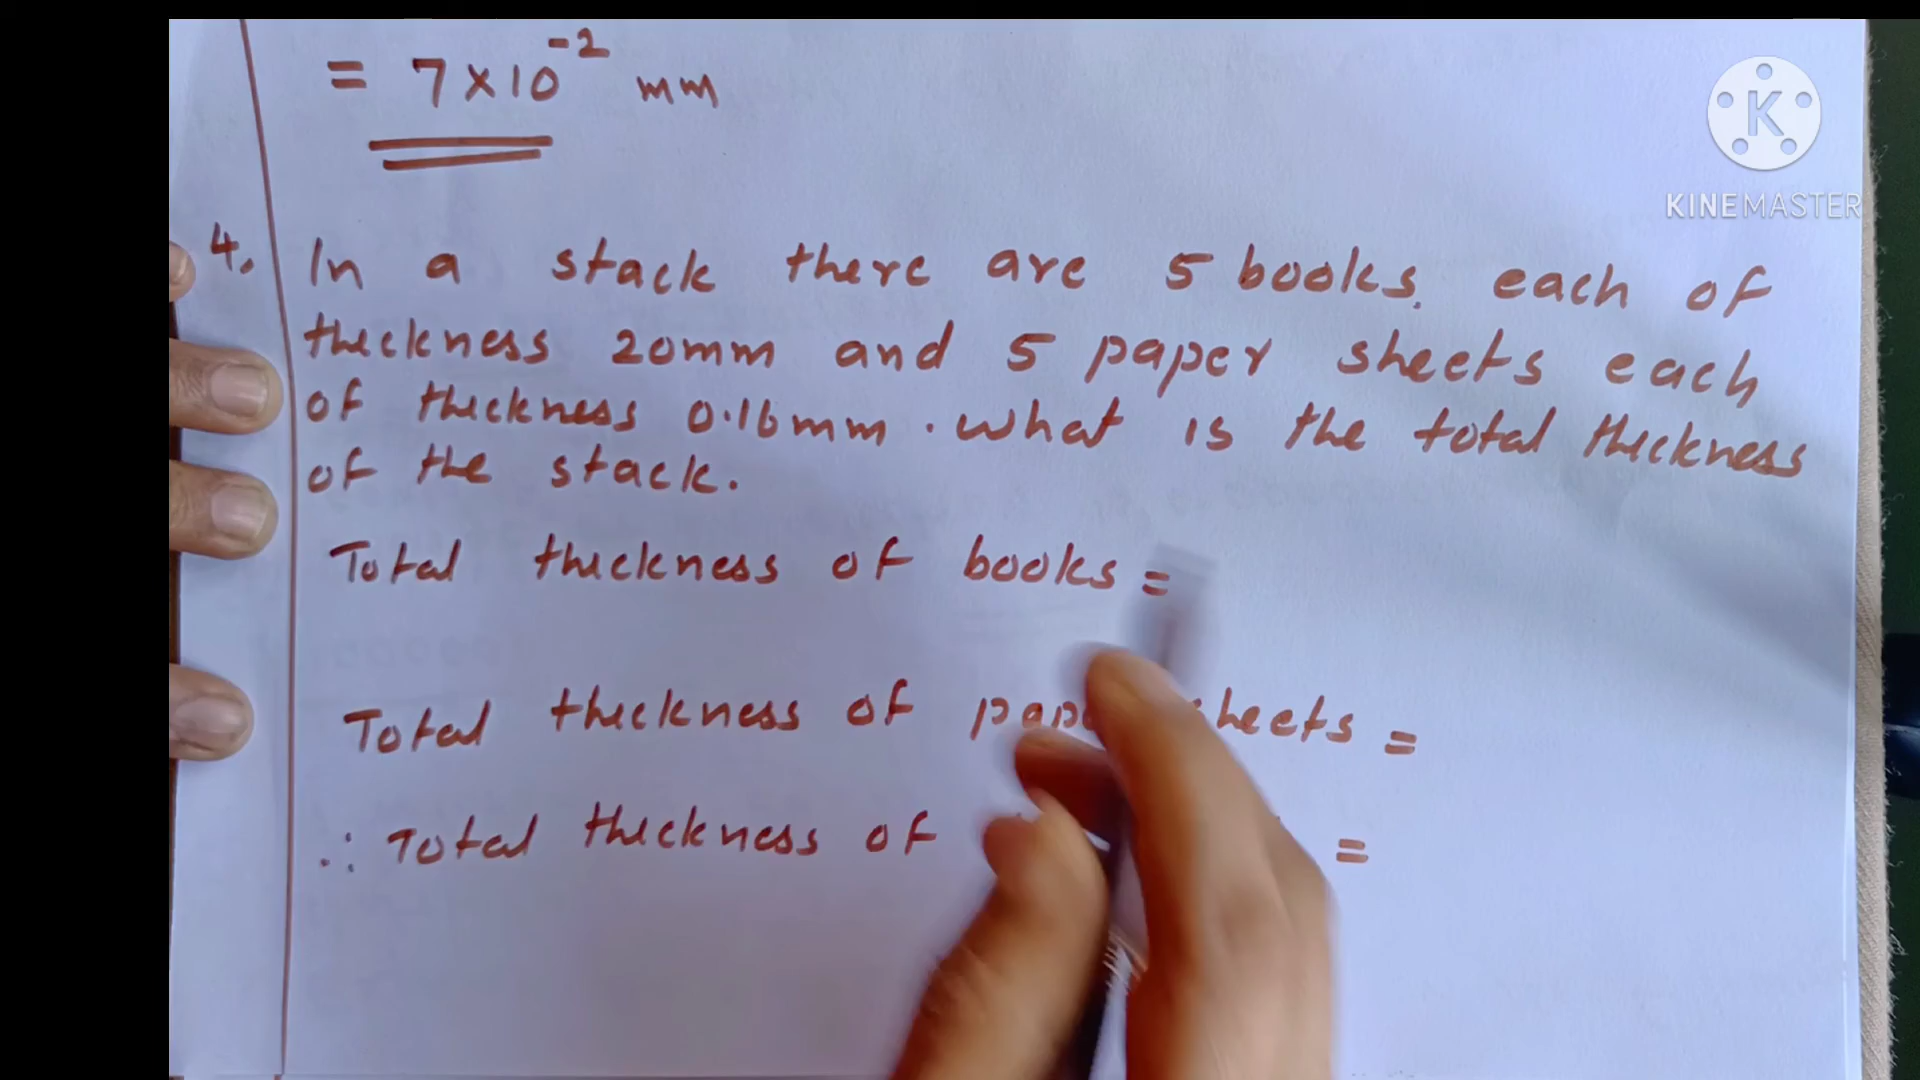 = 7×10⁻² mm
KINEMASTER
4. In a stack there are 5 books. each of
thickness 20mm and 5 paper sheets each
of thickness 0.16mm. What is the total thickness
of the stack.
Total thickness of books =
Total thickness of sheets =
∴ Total thickness of =